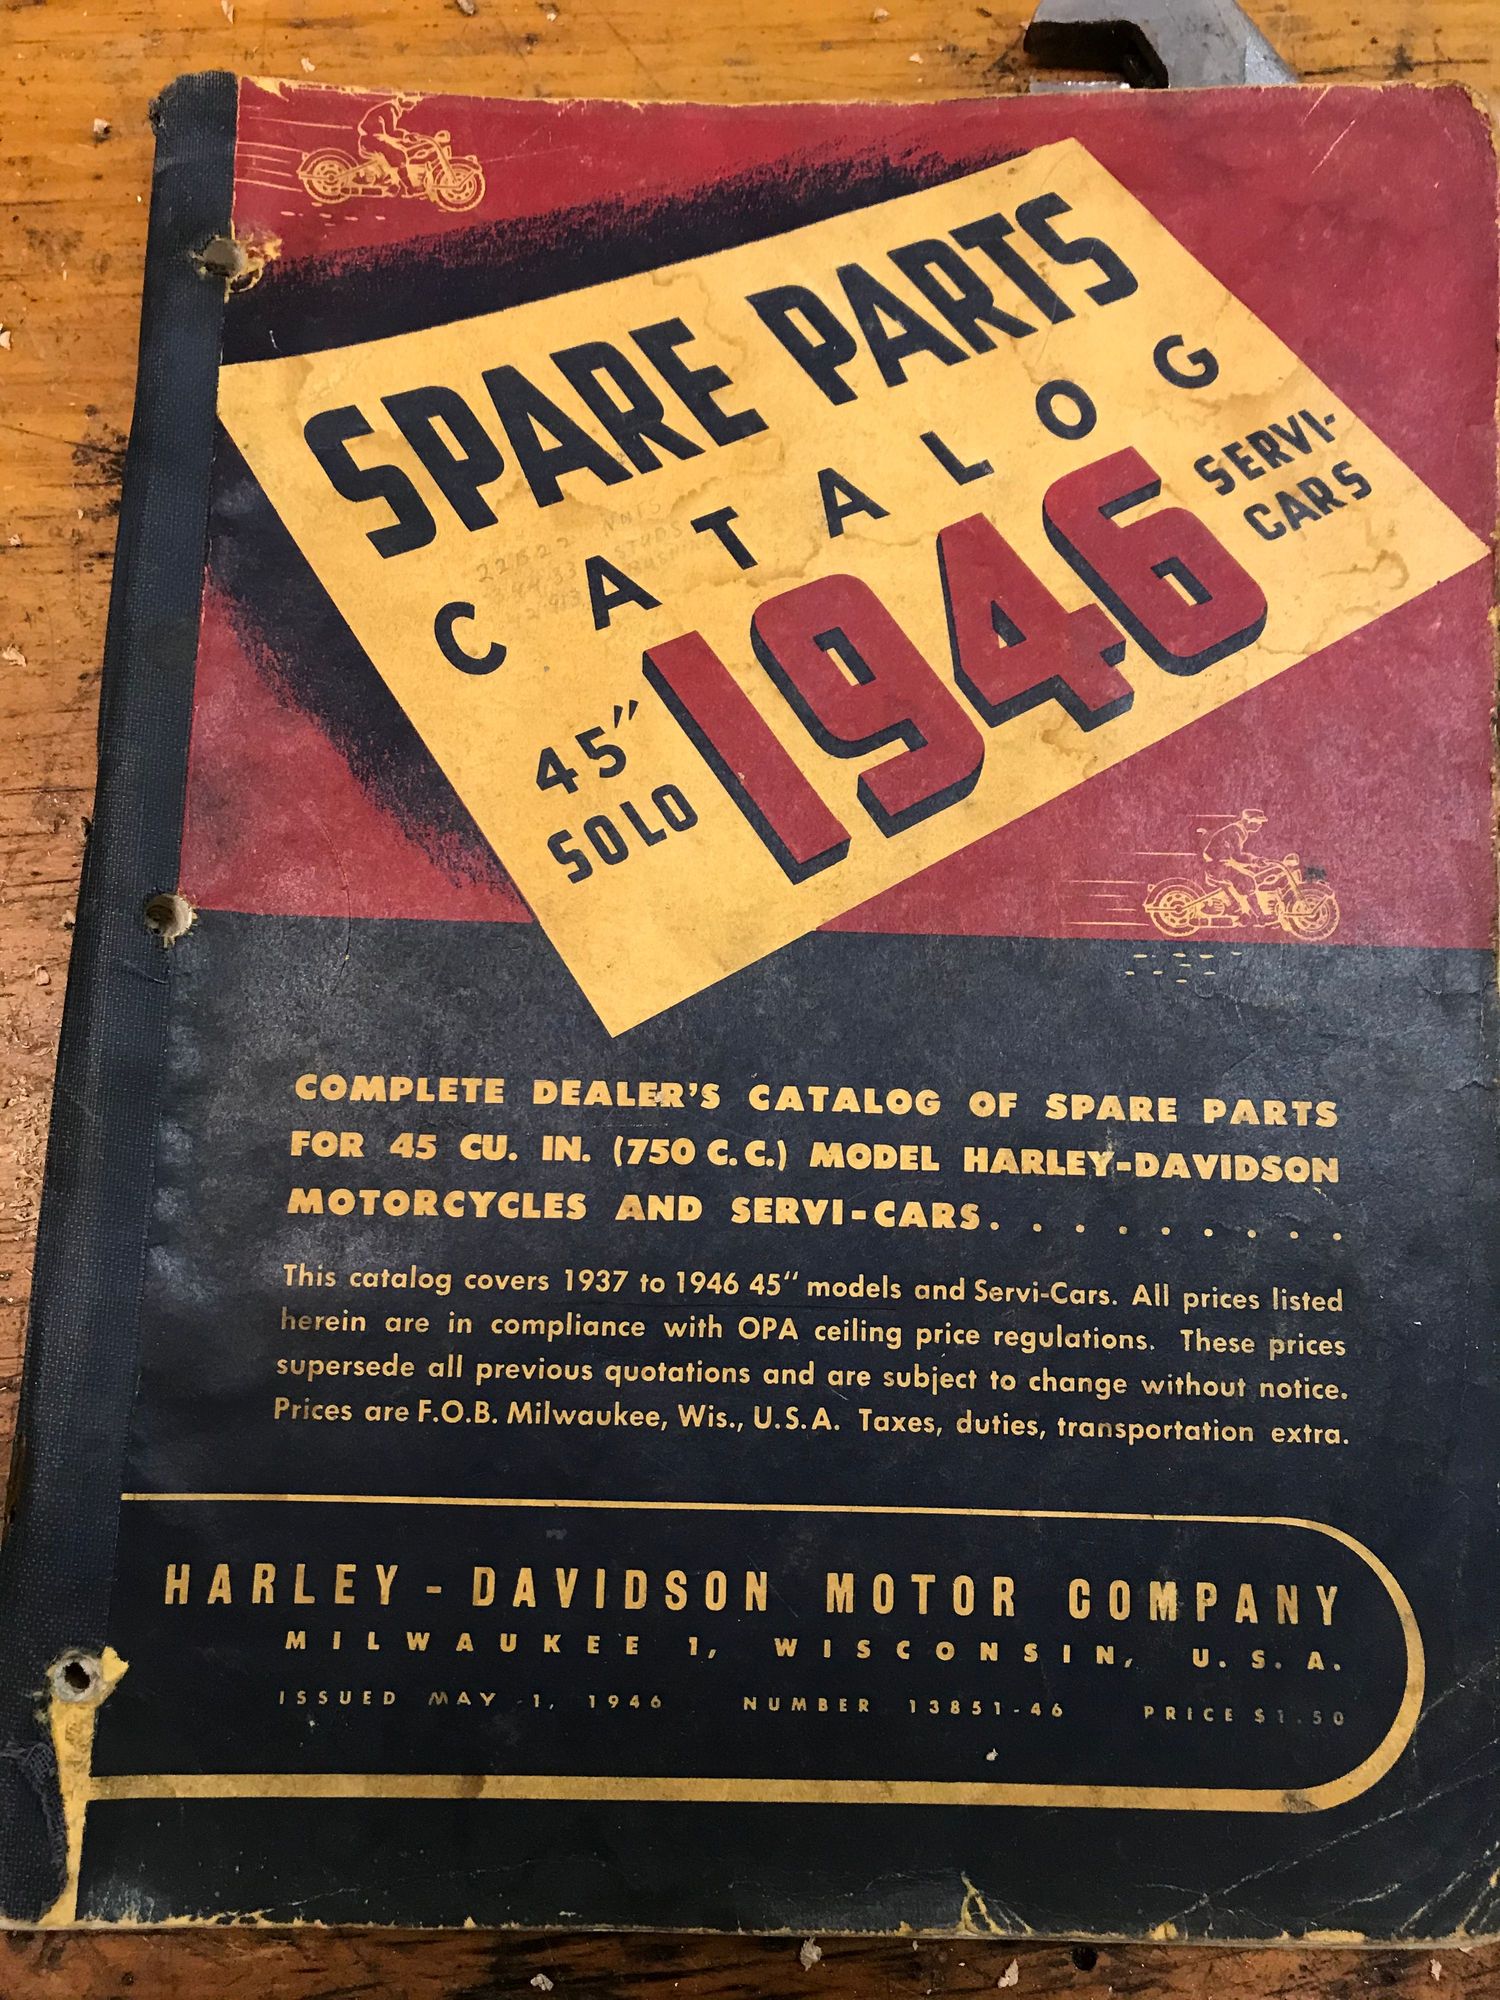 SPARE PARTS
CATALOG
NUTS
STUDS
45" SOLO
1946
SERVI-CARS
COMPLETE DEALER'S CATALOG OF SPARE PARTS
FOR 45 CU. IN. (750 C.C.) MODEL HARLEY-DAVIDSON
MOTORCYCLES AND SERVI-CARS. . . . . . . . .
This catalog covers 1937 to 1946 45" models and Servi-Cars. All prices listed
herein are in compliance with OPA ceiling price regulations. These prices
supersede all previous quotations and are subject to change without notice.
Prices are F.O.B. Milwaukee, Wis., U.S.A. Taxes, duties, transportation extra.
HARLEY-DAVIDSON MOTOR COMPANY
MILWAUKEE 1, WISCONSIN, U.S.A.
ISSUED MAY 1, 1946 NUMBER 13851-46 PRICE $1.50